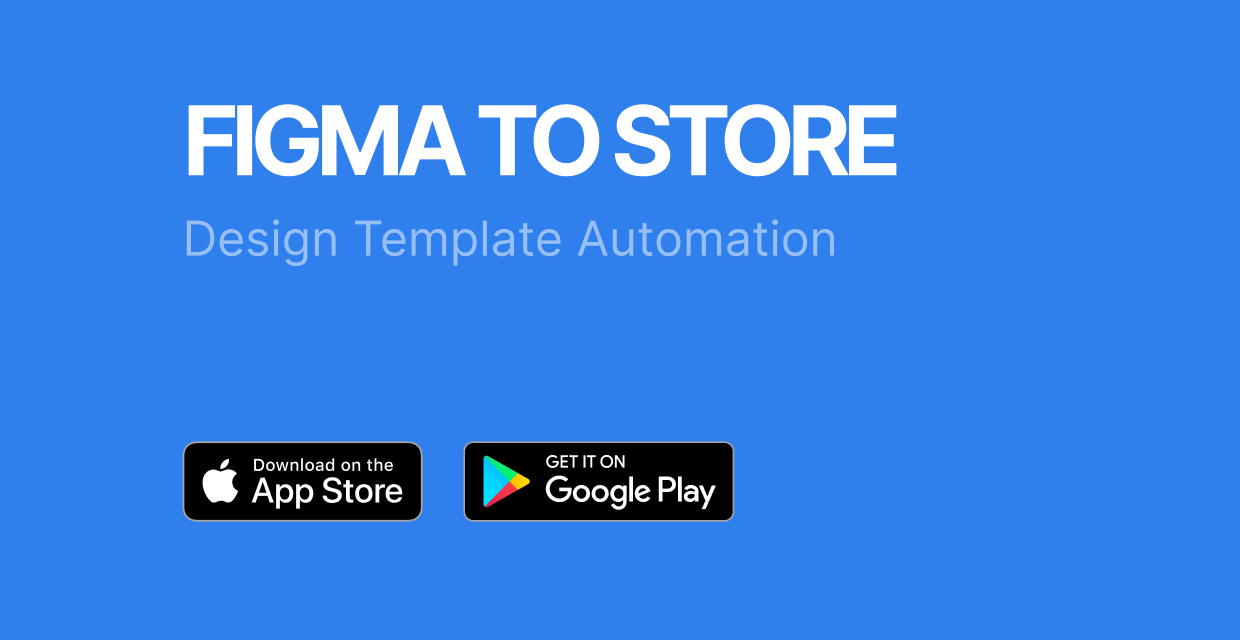 FIGMA TO STORE
Design Template Automation
Download on the
App Store
GET IT ON
Google Play